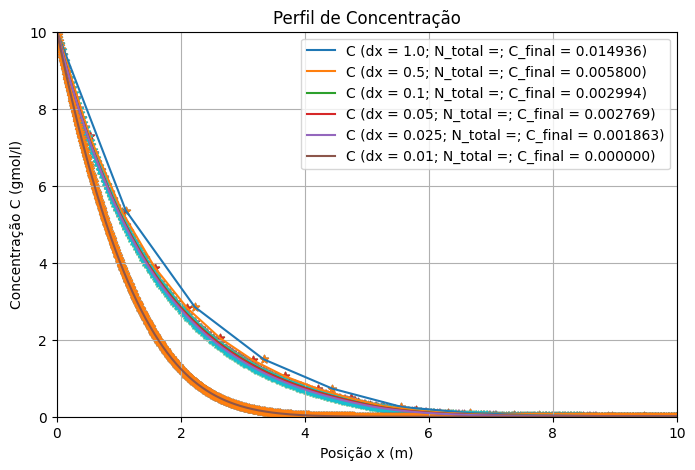 Perfil de Concentração
C (dx = 1.0; N_total =; C_final = 0.014936)
C (dx = 0.5; N_total =; C_final = 0.005800)
C (dx = 0.1; N_total =; C_final = 0.002994)
C (dx = 0.05; N_total =; C_final = 0.002769)
C (dx = 0.025; N_total =; C_final = 0.001863)
C (dx = 0.01; N_total =; C_final = 0.000000)
Concentração C (gmol/l)
10
8
6
4
2
0
0 2 4 6 8 10
Posição x (m)